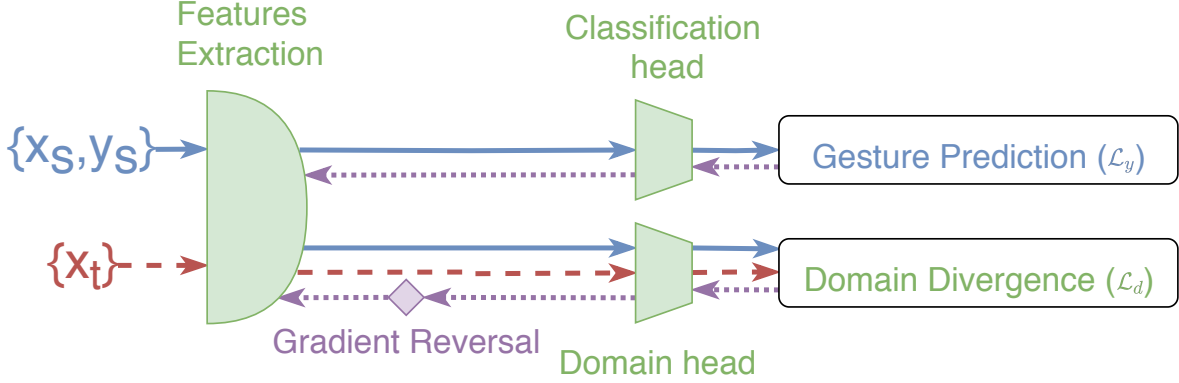 Features
Extraction
Classification
head
{xₛ,yₛ}
Gesture Prediction (ℒ𝑦)
{xₜ}
Domain Divergence (ℒ𝑑)
Gradient Reversal
Domain head